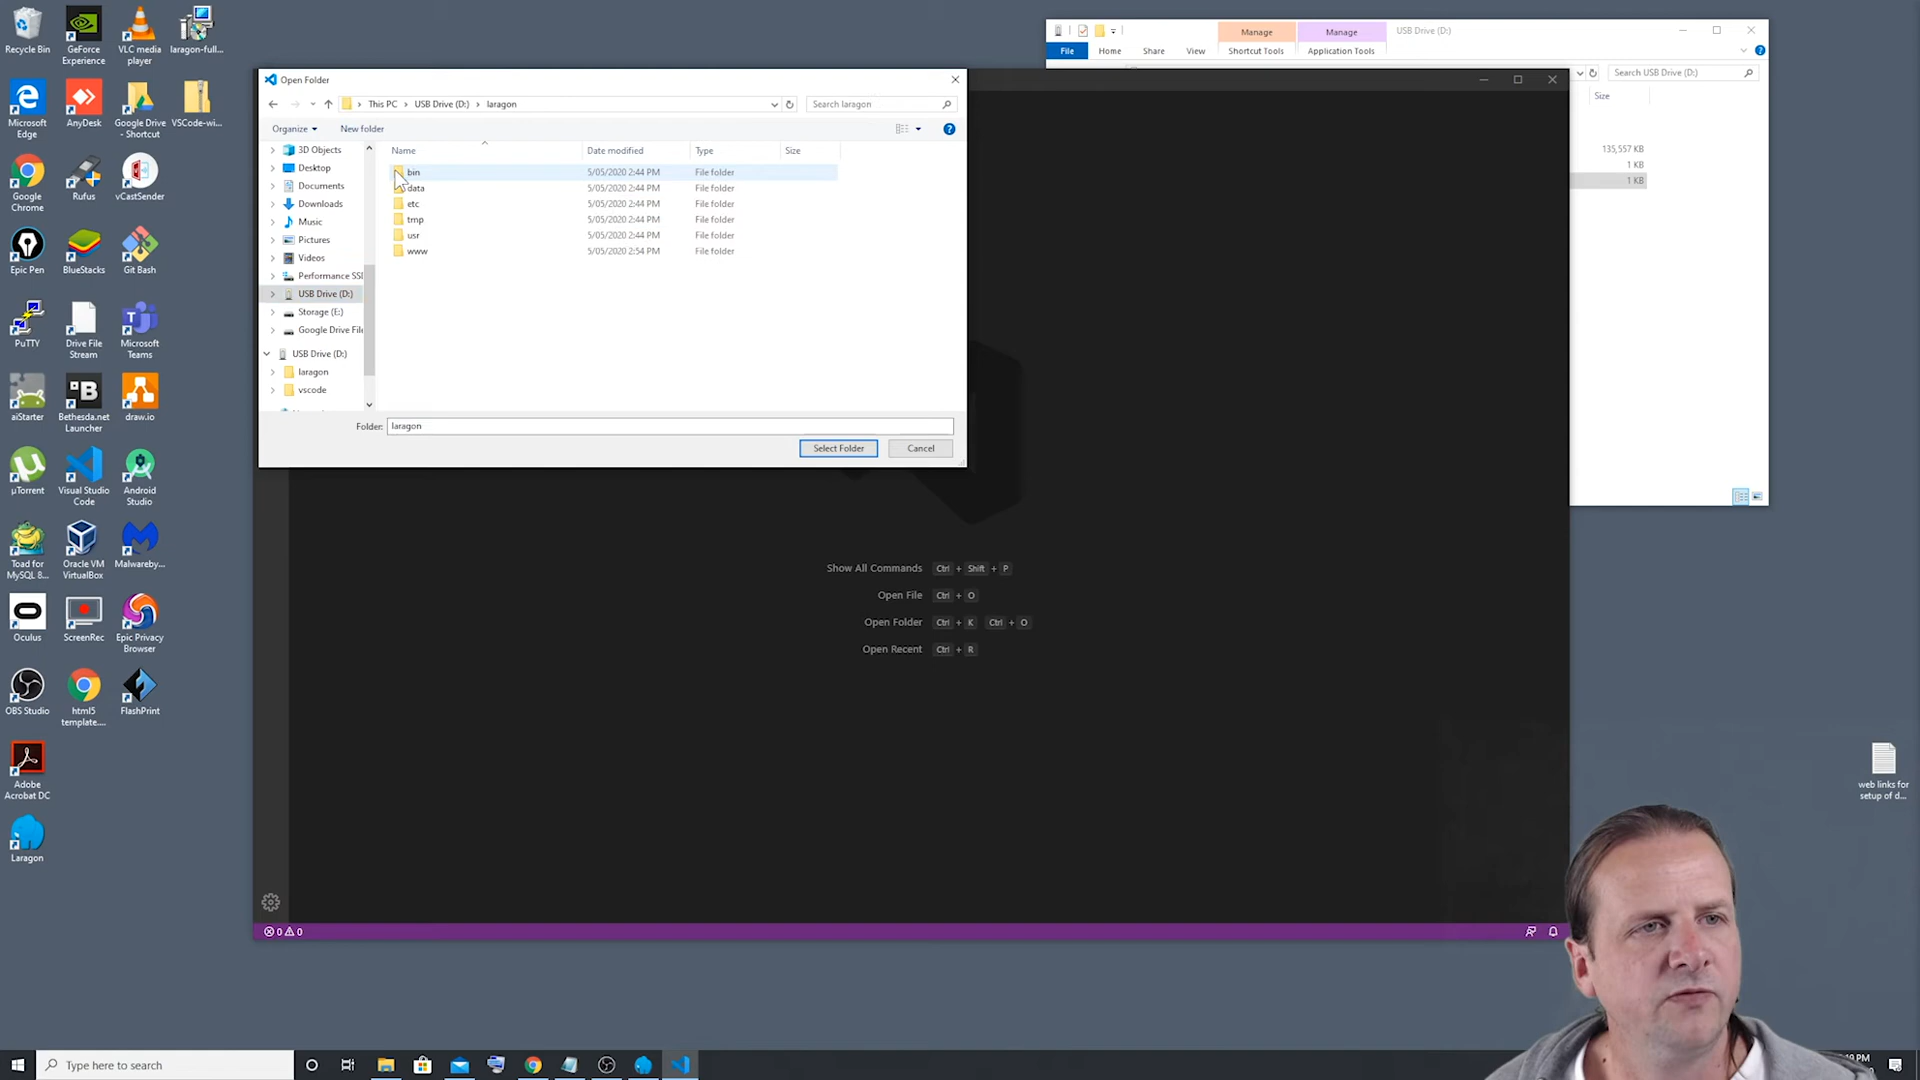 Recycle Bin
GeForce Experience
VLC media player
laragon-full...
Microsoft Edge
AnyDesk
Google Drive - Shortcut
VSCode-wi...
Google Chrome
Rufus
vCastSender
Epic Pen
BlueStacks
Git Bash
PuTTY
Drive File Stream
Microsoft Teams
aiStarter
Bethesda.net Launcher
draw.io
µTorrent
Visual Studio Code
Android Studio
Toad for MySQL 8...
Oracle VM VirtualBox
Malwareby...
Oculus
ScreenRec
Epic Privacy Browser
OBS Studio
html5 template....
FlashPrint
Adobe Acrobat DC
Laragon
Open Folder
This PC > USB Drive (D:) > laragon
Search laragon
Organize
New folder
3D Objects
Desktop
Documents
Downloads
Music
Pictures
Videos
Performance SSI
USB Drive (D:)
Storage (E:)
Google Drive File
USB Drive (D:)
laragon
vscode
Name Date modified Type Size
bin 5/05/2020 2:44 PM File folder
data 5/05/2020 2:44 PM File folder
etc 5/05/2020 2:44 PM File folder
tmp 5/05/2020 2:44 PM File folder
usr 5/05/2020 2:44 PM File folder
www 5/05/2020 2:54 PM File folder
Folder: laragon
Select Folder Cancel
Manage Manage USB Drive (D:)
File Home Share View Shortcut Tools Application Tools
Search USB Drive (D:)
Size
135,557 KB
1 KB
1 KB
Show All Commands Ctrl + Shift + P
Open File Ctrl + O
Open Folder Ctrl + K Ctrl + O
Open Recent Ctrl + R
0 0
web links for setup of d...
Type here to search